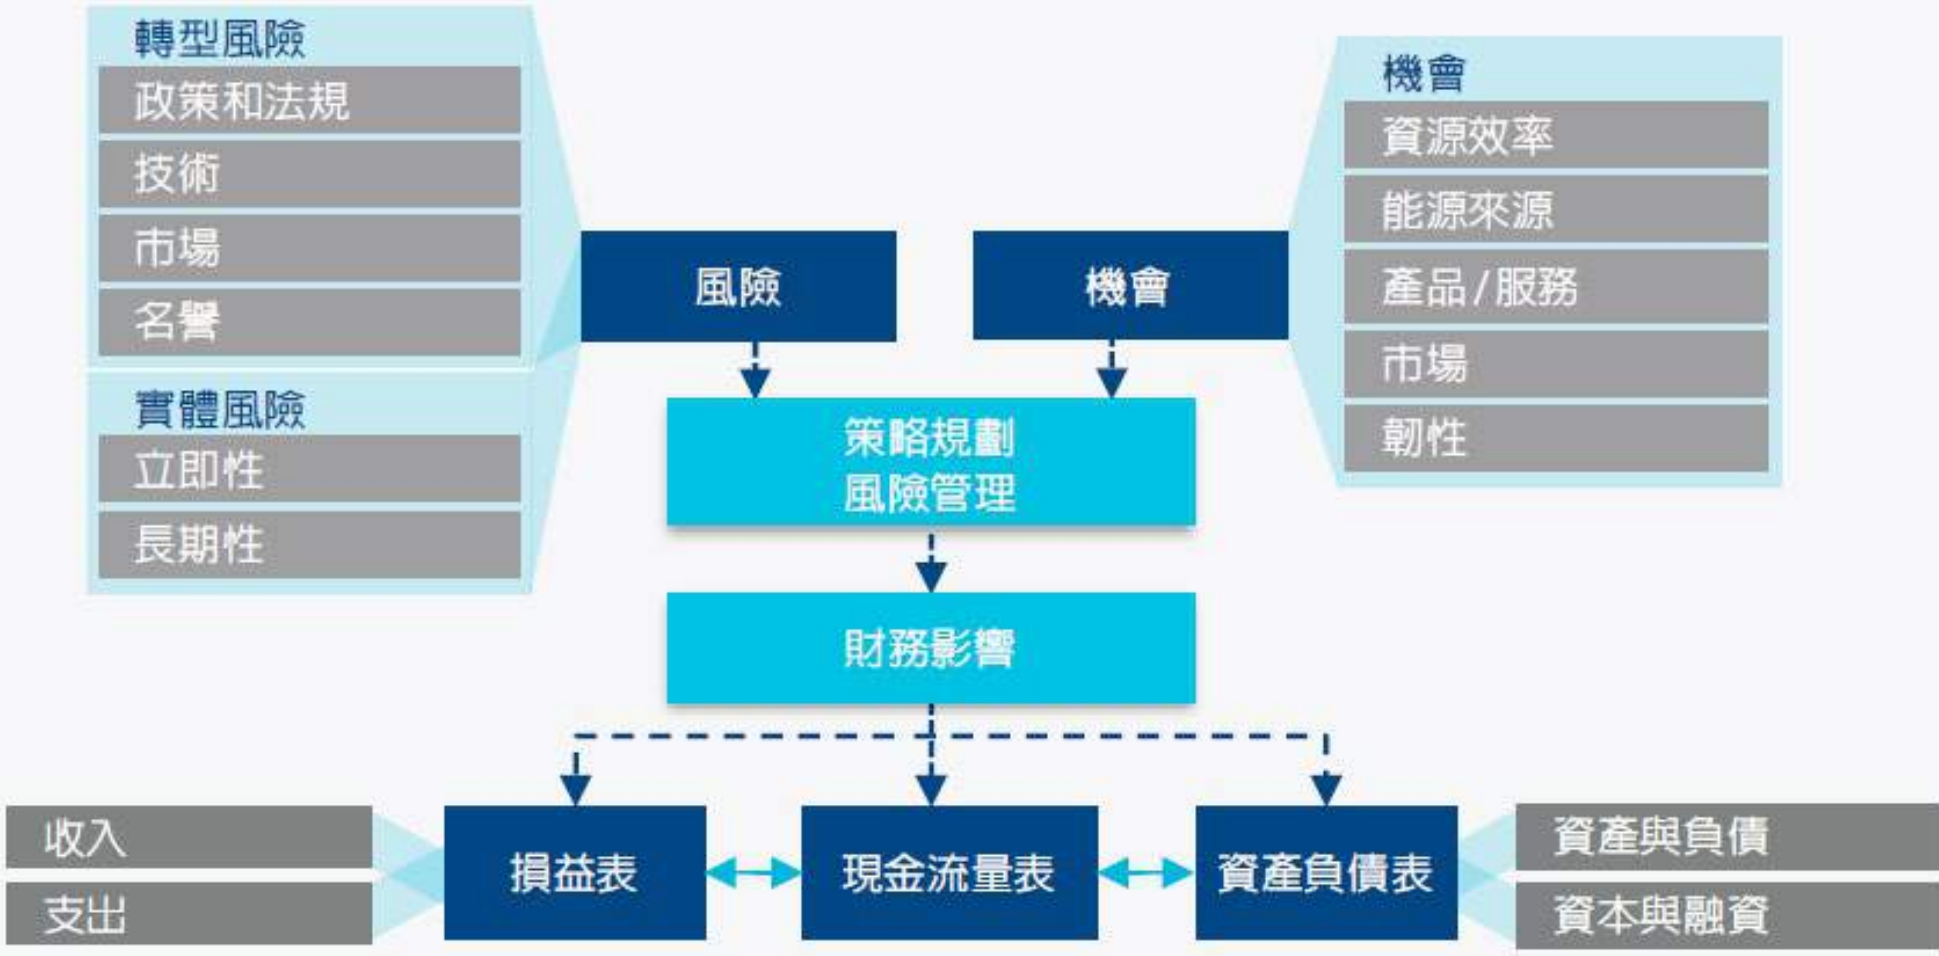 轉型風險
政策和法規
技術
市場
名譽
實體風險
立即性
長期性
風險
機會
機會
資源效率
能源來源
產品/服務
市場
韌性
策略規劃
風險管理
財務影響
收入
支出
損益表
現金流量表
資產負債表
資產與負債
資本與融資